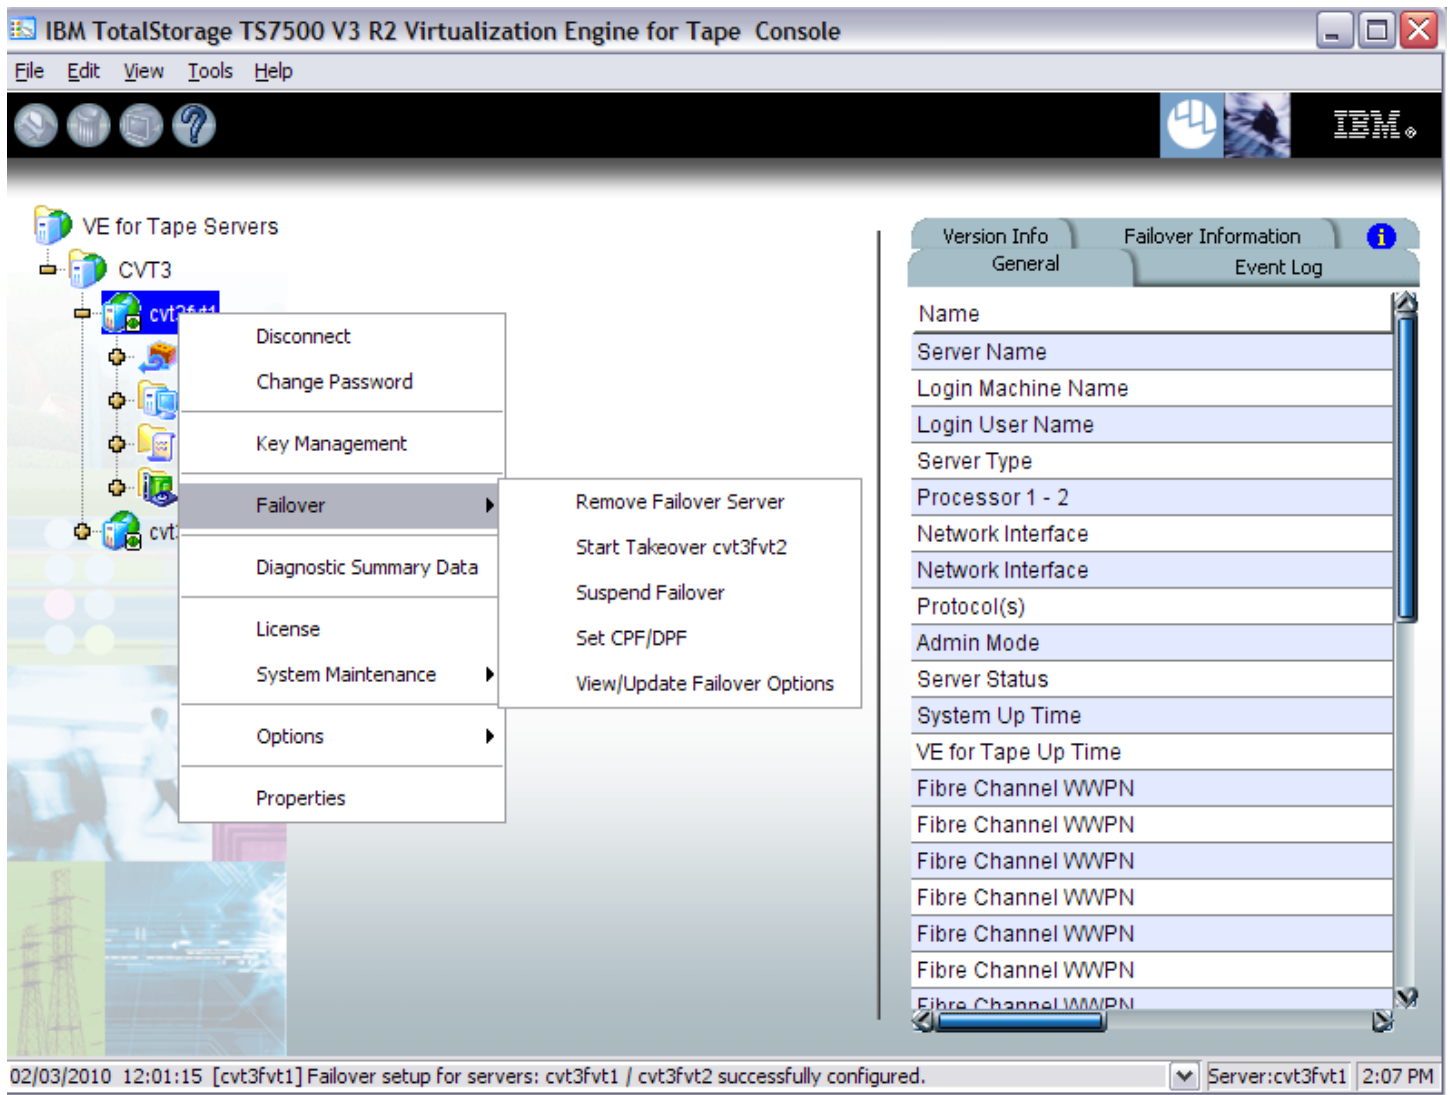 IBM TotalStorage TS7500 V3 R2 Virtualization Engine for Tape Console
File Edit View Tools Help
IBM
VE for Tape Servers
CVT3
cvt3fvt1
Disconnect
Change Password
Key Management
Failover
Diagnostic Summary Data
License
System Maintenance
Options
Properties
Remove Failover Server
Start Takeover cvt3fvt2
Suspend Failover
Set CPF/DPF
View/Update Failover Options
Version Info Failover Information i
General Event Log
Name
Server Name
Login Machine Name
Login User Name
Server Type
Processor 1 - 2
Network Interface
Network Interface
Protocol(s)
Admin Mode
Server Status
System Up Time
VE for Tape Up Time
Fibre Channel WWPN
Fibre Channel WWPN
Fibre Channel WWPN
Fibre Channel WWPN
Fibre Channel WWPN
Fibre Channel WWPN
Fibre Channel WWPN
02/03/2010 12:01:15 [cvt3fvt1] Failover setup for servers: cvt3fvt1 / cvt3fvt2 successfully configured. Server:cvt3fvt1 2:07 PM